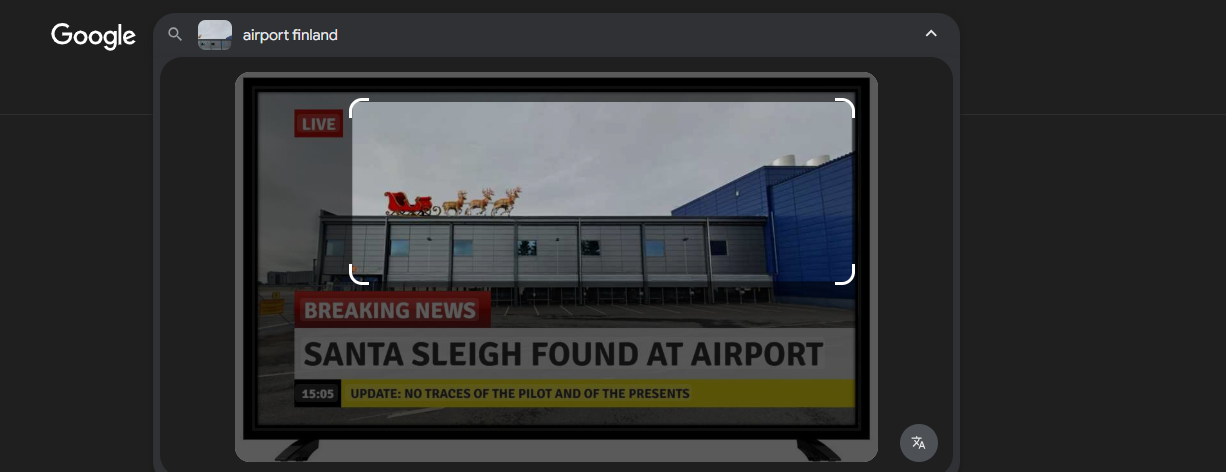 Google
airport finland
LIVE
BREAKING NEWS
SANTA SLEIGH FOUND AT AIRPORT
15:05 UPDATE: NO TRACES OF THE PILOT AND OF THE PRESENTS